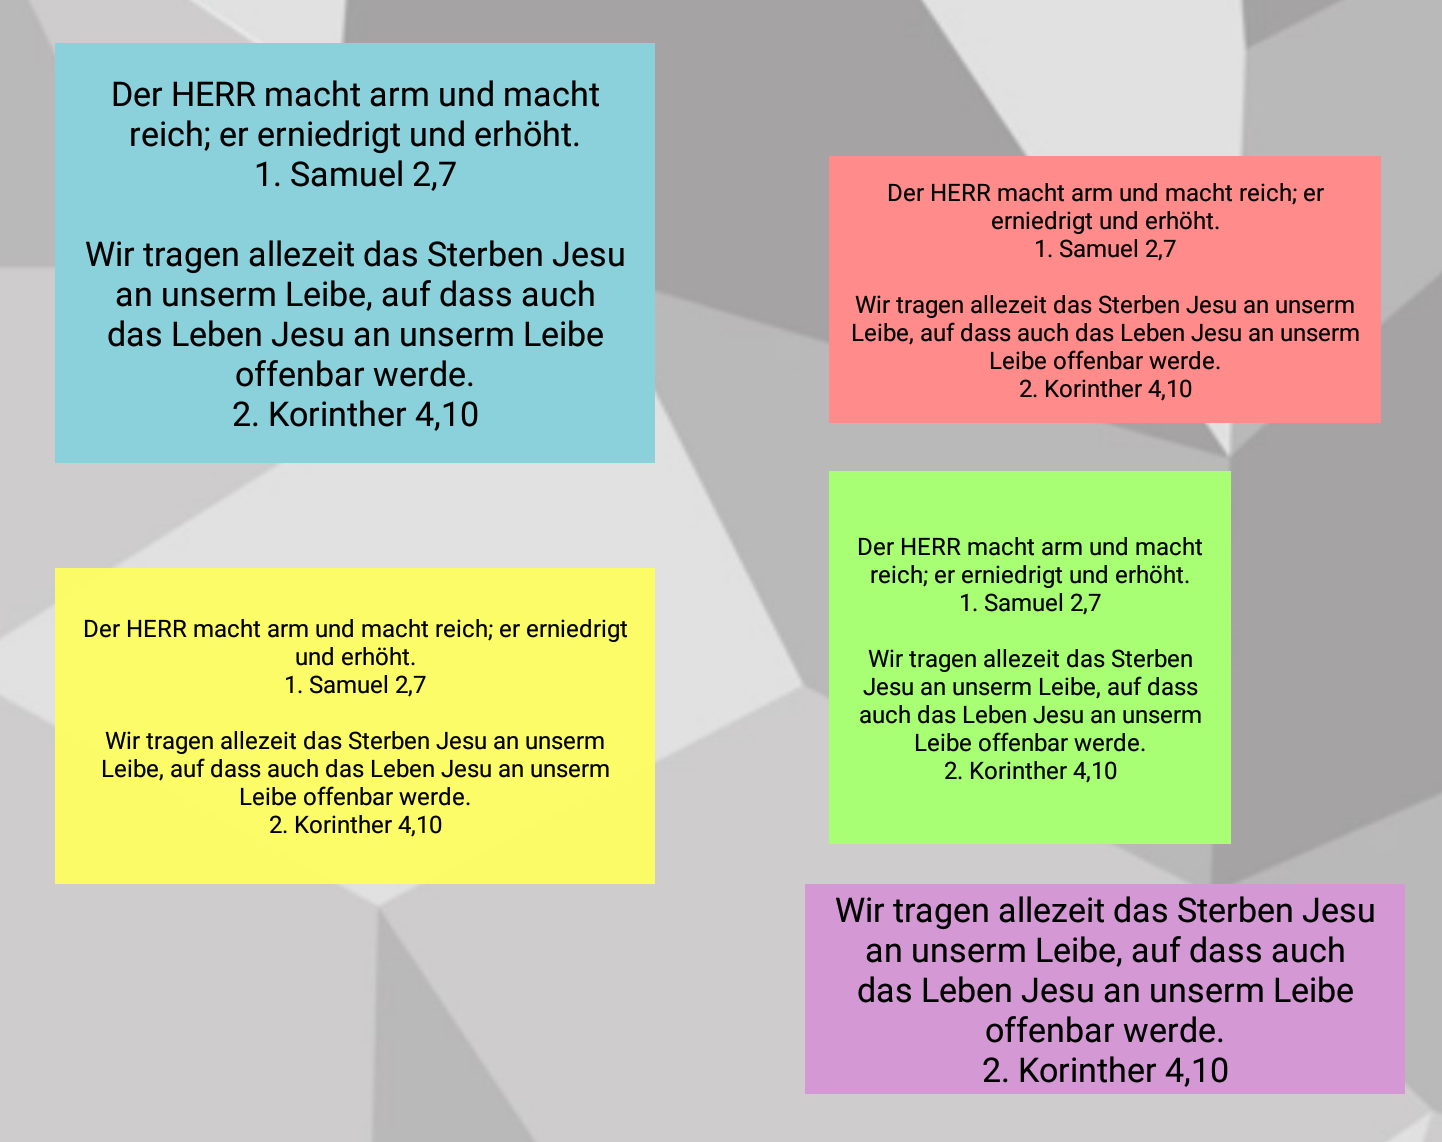 Der HERR macht arm und macht
reich; er erniedrigt und erhöht.
1. Samuel 2,7
Wir tragen allezeit das Sterben Jesu
an unserm Leibe, auf dass auch
das Leben Jesu an unserm Leibe
offenbar werde.
2. Korinther 4,10
Der HERR macht arm und macht reich; er erniedrigt
und erhöht.
1. Samuel 2,7
Wir tragen allezeit das Sterben Jesu an unserm
Leibe, auf dass auch das Leben Jesu an unserm
Leibe offenbar werde.
2. Korinther 4,10
Der HERR macht arm und macht reich; er
erniedrigt und erhöht.
1. Samuel 2,7
Wir tragen allezeit das Sterben Jesu an unserm
Leibe, auf dass auch das Leben Jesu an unserm
Leibe offenbar werde.
2. Korinther 4,10
Der HERR macht arm und macht
reich; er erniedrigt und erhöht.
1. Samuel 2,7
Wir tragen allezeit das Sterben
Jesu an unserm Leibe, auf dass
auch das Leben Jesu an unserm
Leibe offenbar werde.
2. Korinther 4,10
Wir tragen allezeit das Sterben Jesu
an unserm Leibe, auf dass auch
das Leben Jesu an unserm Leibe
offenbar werde.
2. Korinther 4,10